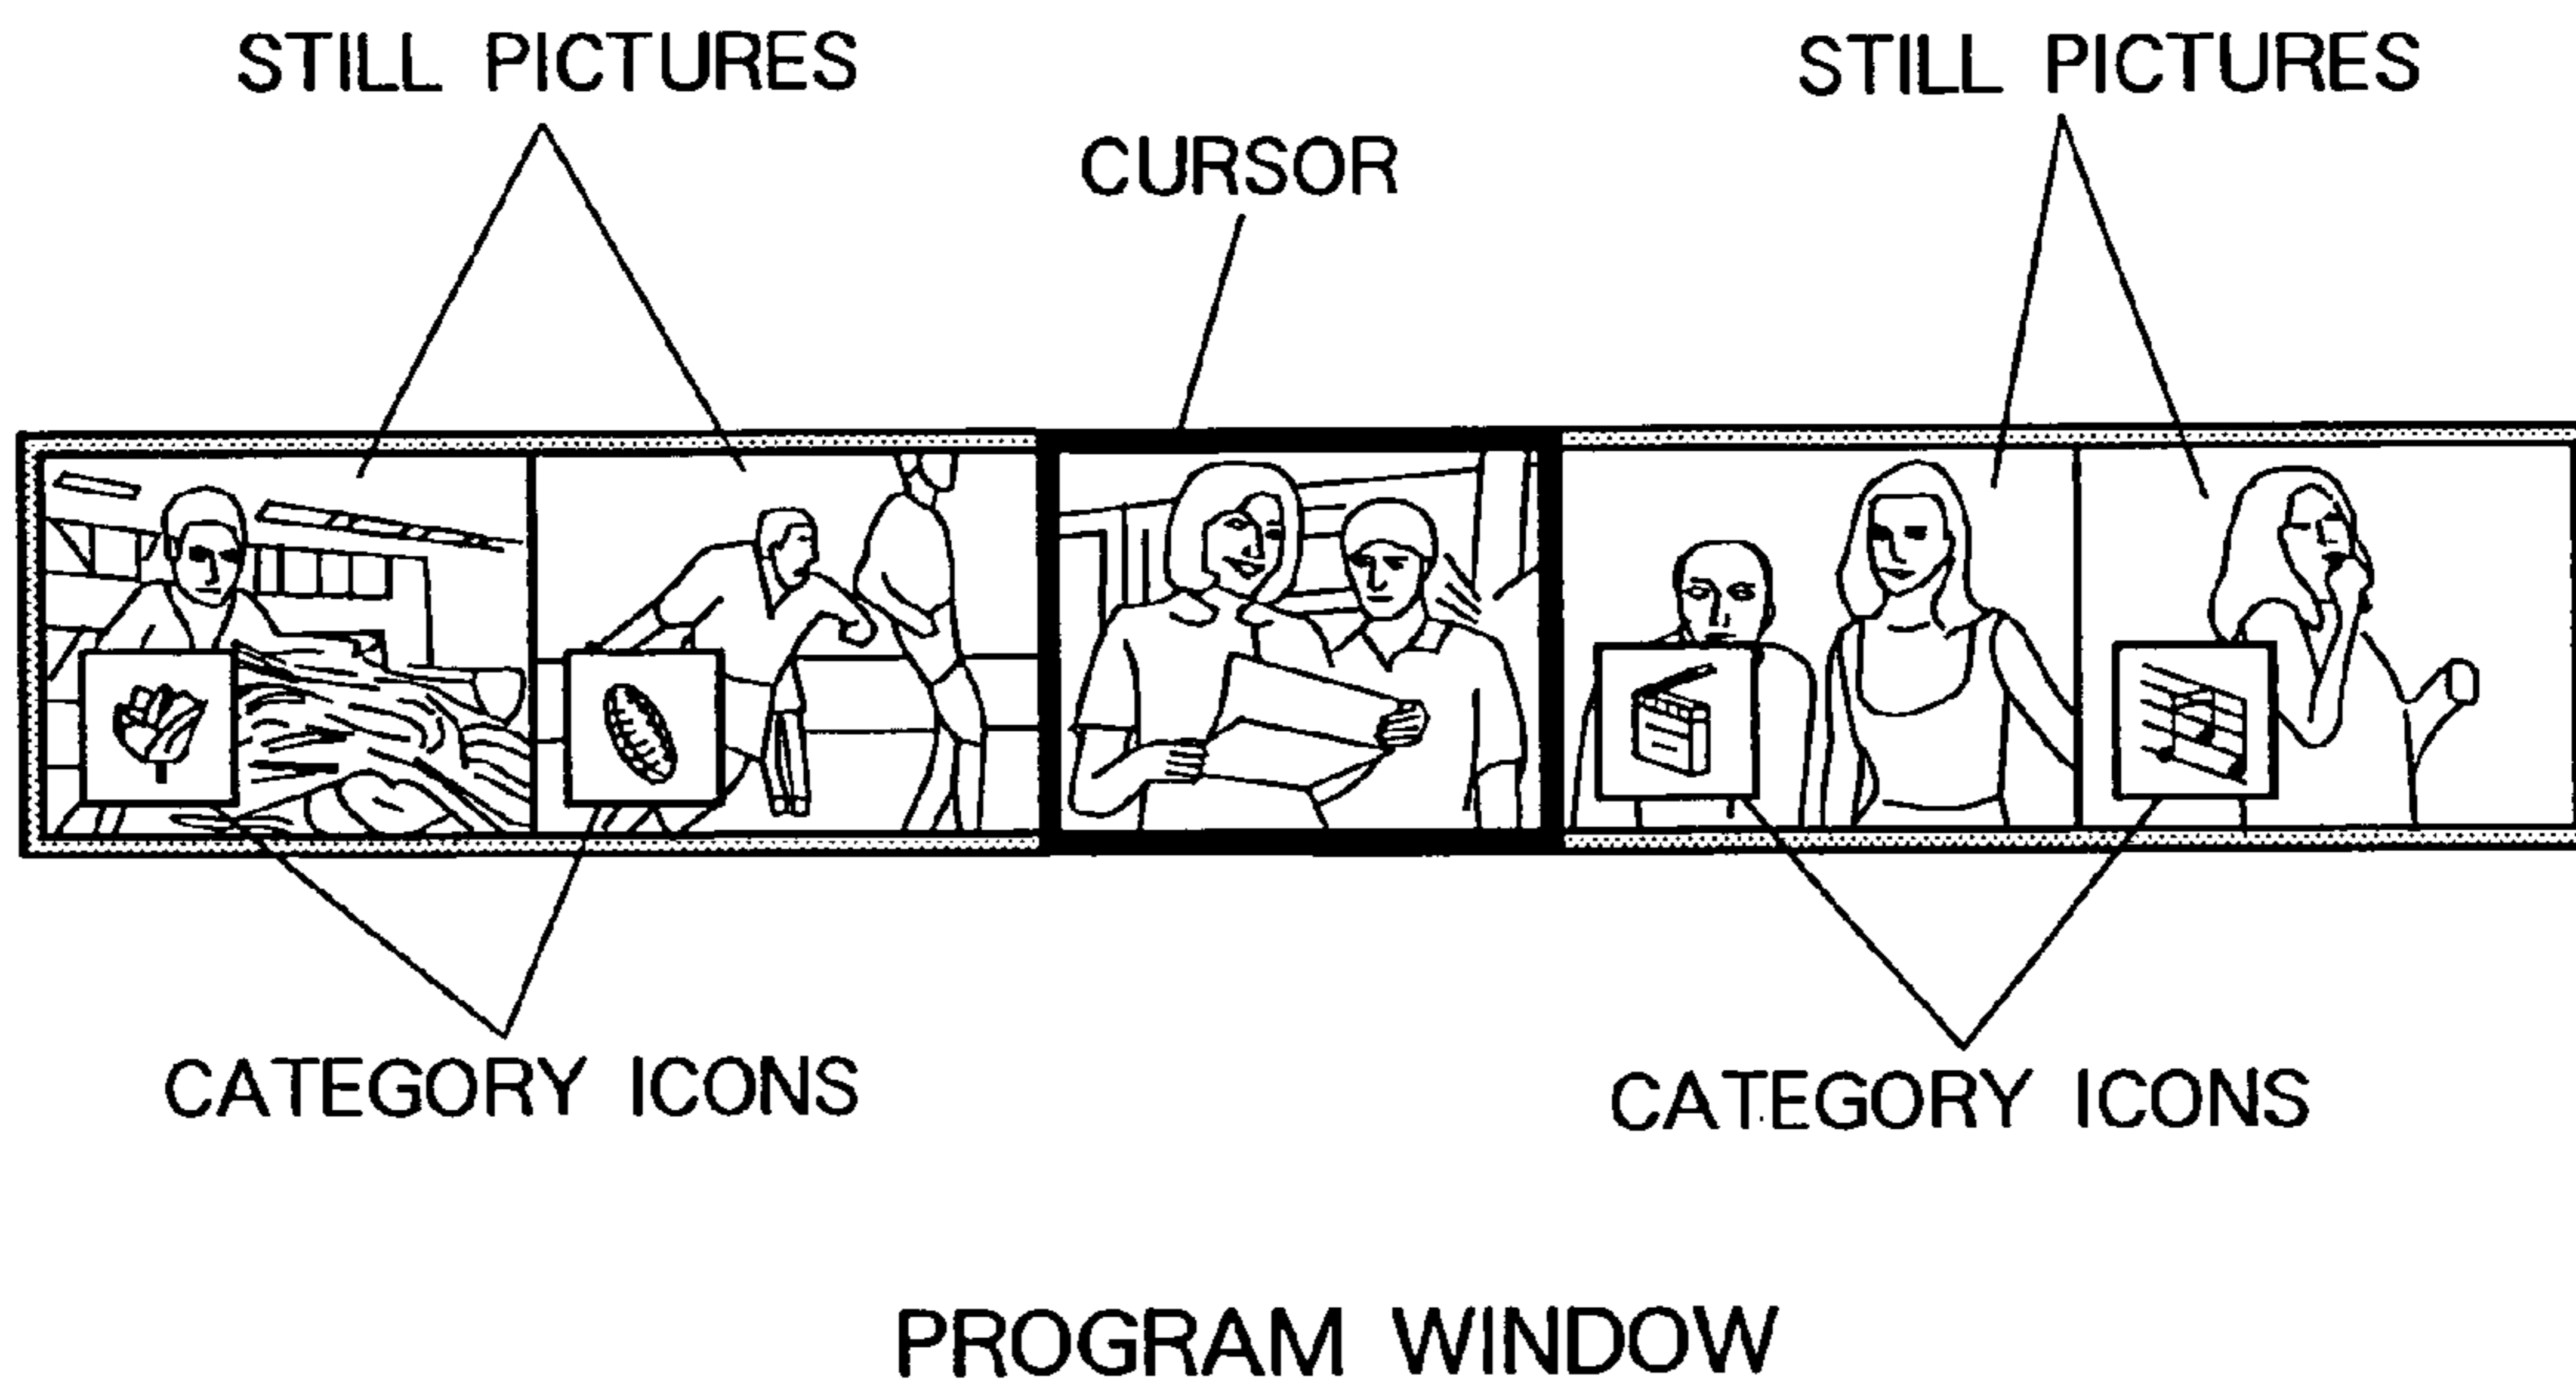 STILL PICTURES
STILL PICTURES
CURSOR
CATEGORY ICONS
CATEGORY ICONS
PROGRAM WINDOW